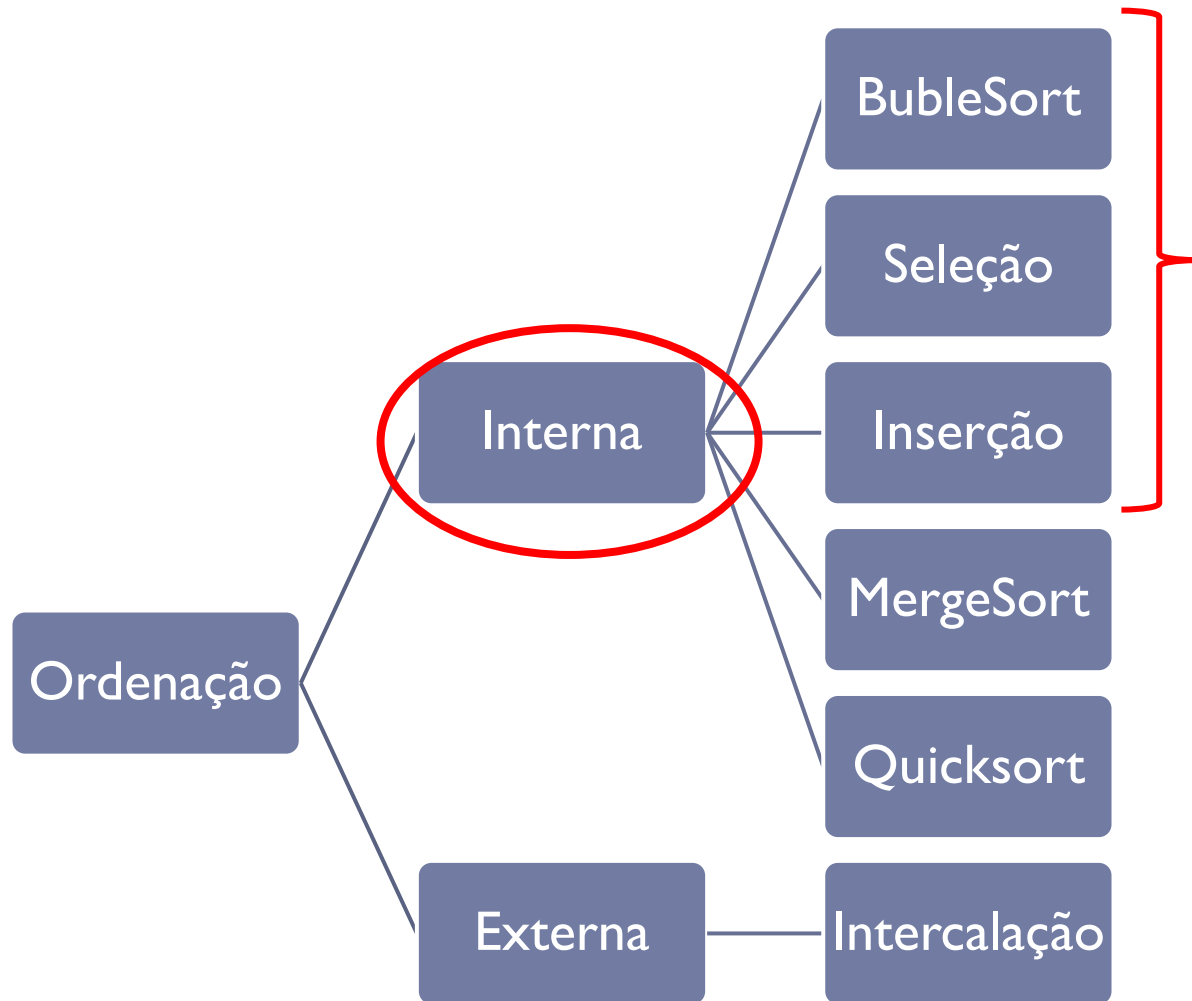 BubleSort
Seleção
Interna
Inserção
MergeSort
Ordenação
Quicksort
Externa
Intercalação